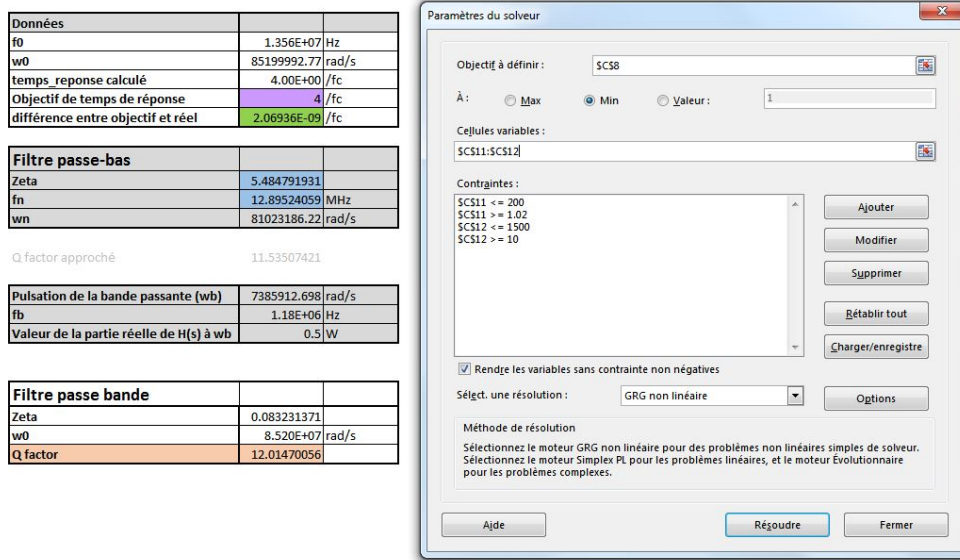 Données
f0 1.356E+07 Hz
w0 85199992.77 rad/s
temps_reponse calculé 4.00E+00 /fc
Objectif de temps de réponse 4 /fc
différence entre objectif et réel 2.06936E-09 /fc
Filtre passe-bas
Zeta 5.484791931
fn 12.89524059 MHz
wn 81023186.22 rad/s
Q factor approché 11.53507421
Pulsation de la bande passante (wb) 7385912.698 rad/s
fb 1.18E+06 Hz
Valeur de la partie réelle de H(s) à wb 0.5 W
Filtre passe bande
Zeta 0.083231371
w0 8.520E+07 rad/s
Q factor 12.01470056
Paramètres du solveur
Objectif à définir : $C$8
À : Max Min Valeur : 1
Cellules variables :
$C$11:$C$12
Contraintes :
$C$11 <= 200
$C$11 >= 1.02
$C$12 <= 1500
$C$12 >= 10
Ajouter
Modifier
Supprimer
Rétablir tout
Charger/enregistre
Rendre les variables sans contrainte non négatives
Sélect. une résolution : GRG non linéaire
Options
Méthode de résolution
Sélectionnez le moteur GRG non linéaire pour des problèmes non linéaires simples de solveur.
Sélectionnez le moteur Simplex PL pour les problèmes linéaires, et le moteur Évolutionnaire
pour les problèmes complexes.
Aide
Résoudre
Fermer